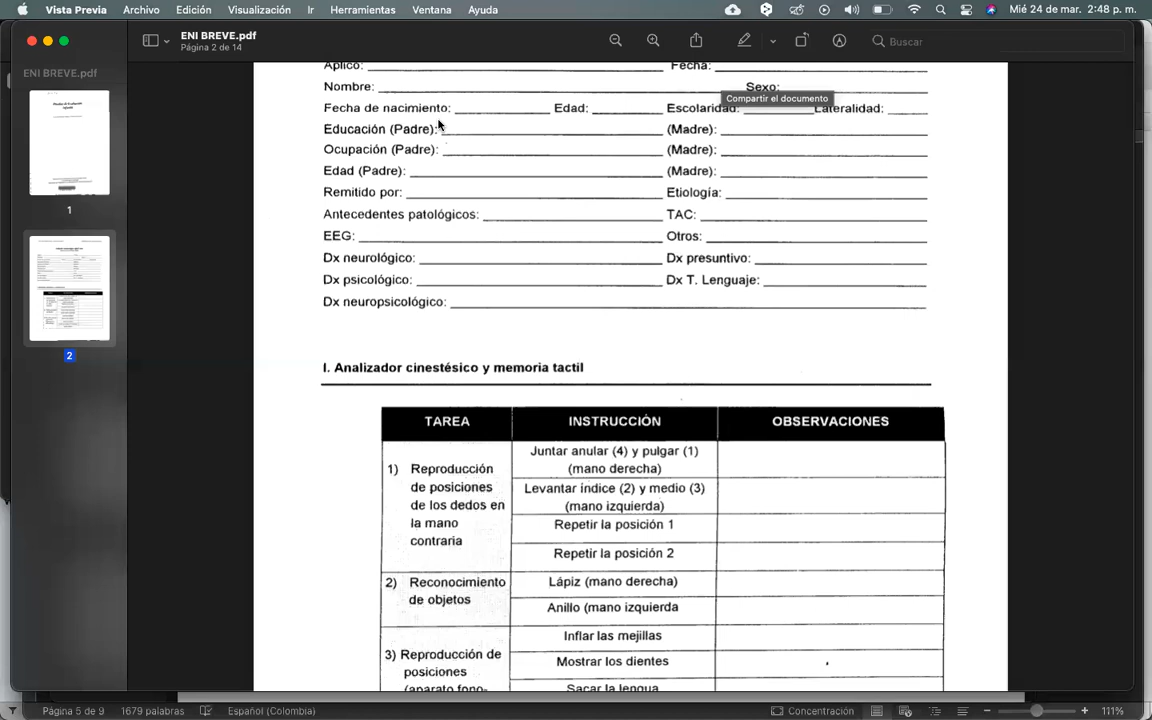 Vista Previa Archivo Edición Visualización Ir Herramientas Ventana Ayuda Mié 24 de mar. 2:48 p. m.
ENI BREVE.pdf
Página 2 de 14
Buscar
ENI BREVE.pdf
1
2
Aplicó: Fecha:
Nombre: Sexo:
Compartir el documento
Fecha de nacimiento: Edad: Escolaridad: Lateralidad:
Educación (Padre): (Madre):
Ocupación (Padre): (Madre):
Edad (Padre): (Madre):
Remitido por: Etiología:
Antecedentes patológicos: TAC:
EEG: Otros:
Dx neurológico: Dx presuntivo:
Dx psicológico: Dx T. Lenguaje:
Dx neuropsicológico:
I. Analizador cinestésico y memoria tactil
TAREA INSTRUCCIÓN OBSERVACIONES
1) Reproducción de posiciones de los dedos en la mano contraria
Juntar anular (4) y pulgar (1)
(mano derecha)
Levantar índice (2) y medio (3)
(mano izquierda)
Repetir la posición 1
Repetir la posición 2
2) Reconocimiento de objetos
Lápiz (mano derecha)
Anillo (mano izquierda
3) Reproducción de posiciones (aparato fono-
Inflar las mejillas
Mostrar los dientes
Sacar la lengua
Página 5 de 9 1679 palabras Español (Colombia) Concentración 111%